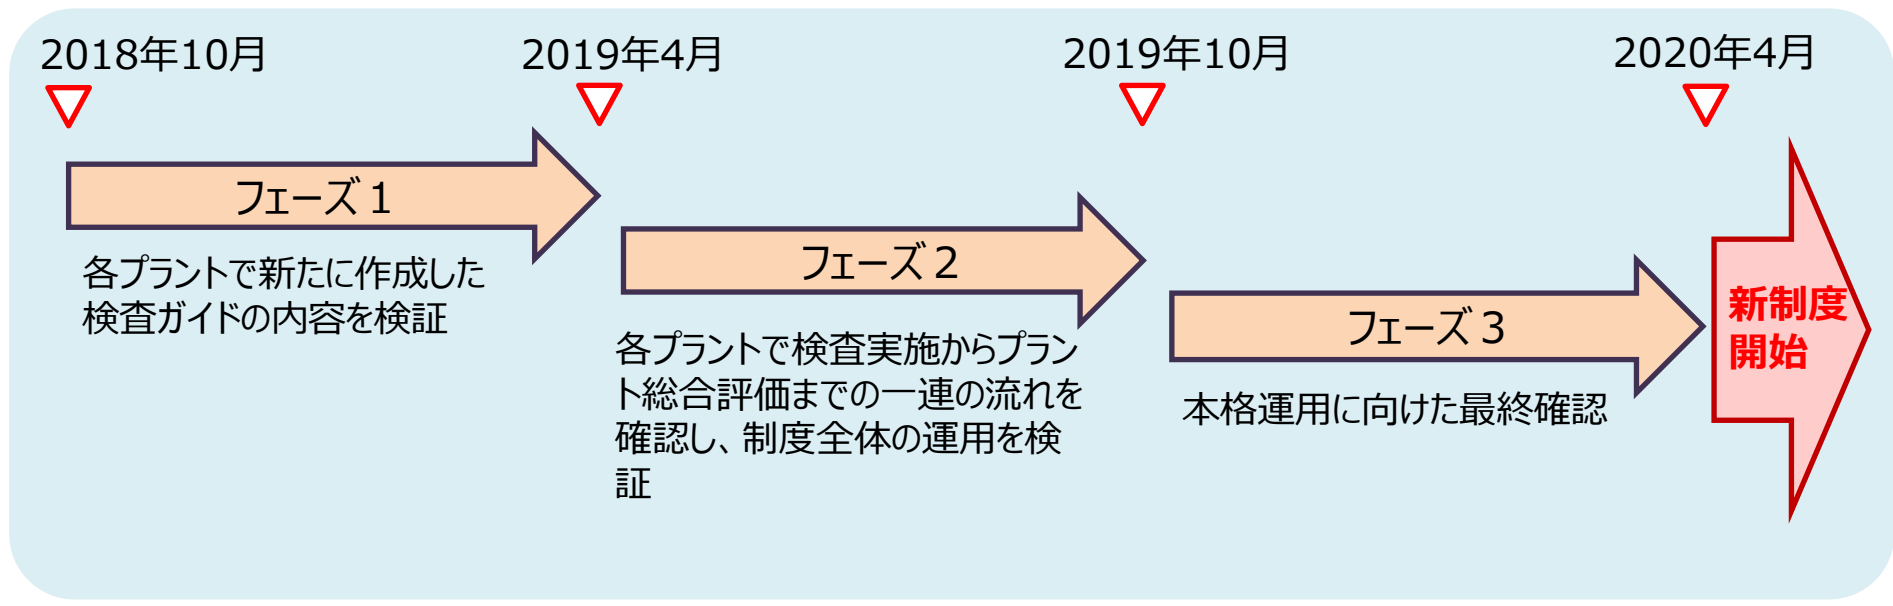 2018年10月
2019年4月
2019年10月
2020年4月
フェーズ１
各プラントで新たに作成した
検査ガイドの内容を検証
フェーズ２
各プラントで検査実施からプラン
ト総合評価までの一連の流れを
確認し、制度全体の運用を検
証
フェーズ３
本格運用に向けた最終確認
新制度
開始